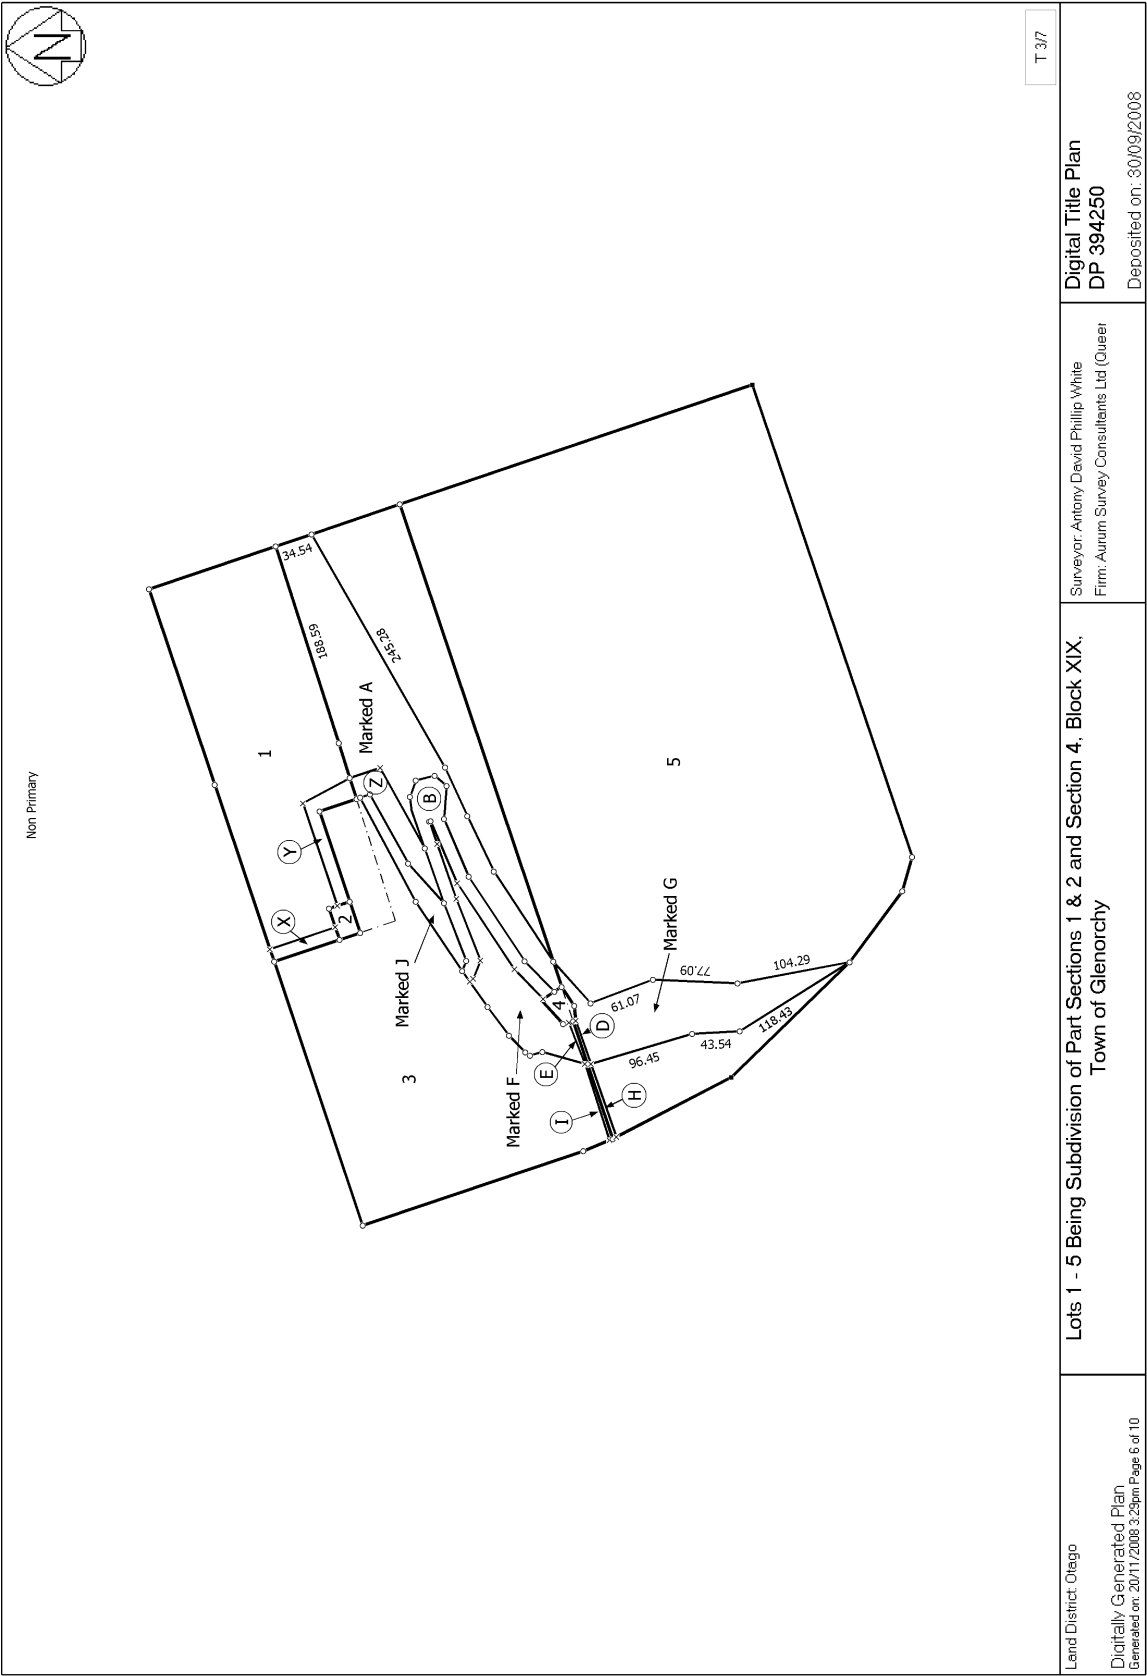 N
T 3/7
Non Primary
1
34.54
188.59
245.28
Marked A
Z
Y
B
X
2
5
Marked J
Marked G
77.09
61.07
104.29
4
118.43
D
43.54
96.45
E
3
Marked F
H
I
Land District: Otago
Digitally Generated Plan
Generated on: 20/11/2008 3:29pm Page 6 of 10
Lots 1 - 5 Being Subdivision of Part Sections 1 & 2 and Section 4, Block XIX,
Town of Glenorchy
Surveyor: Antony David Phillip White
Firm: Aurum Survey Consultants Ltd (Queer
Digital Title Plan
DP 394250
Deposited on: 30/09/2008